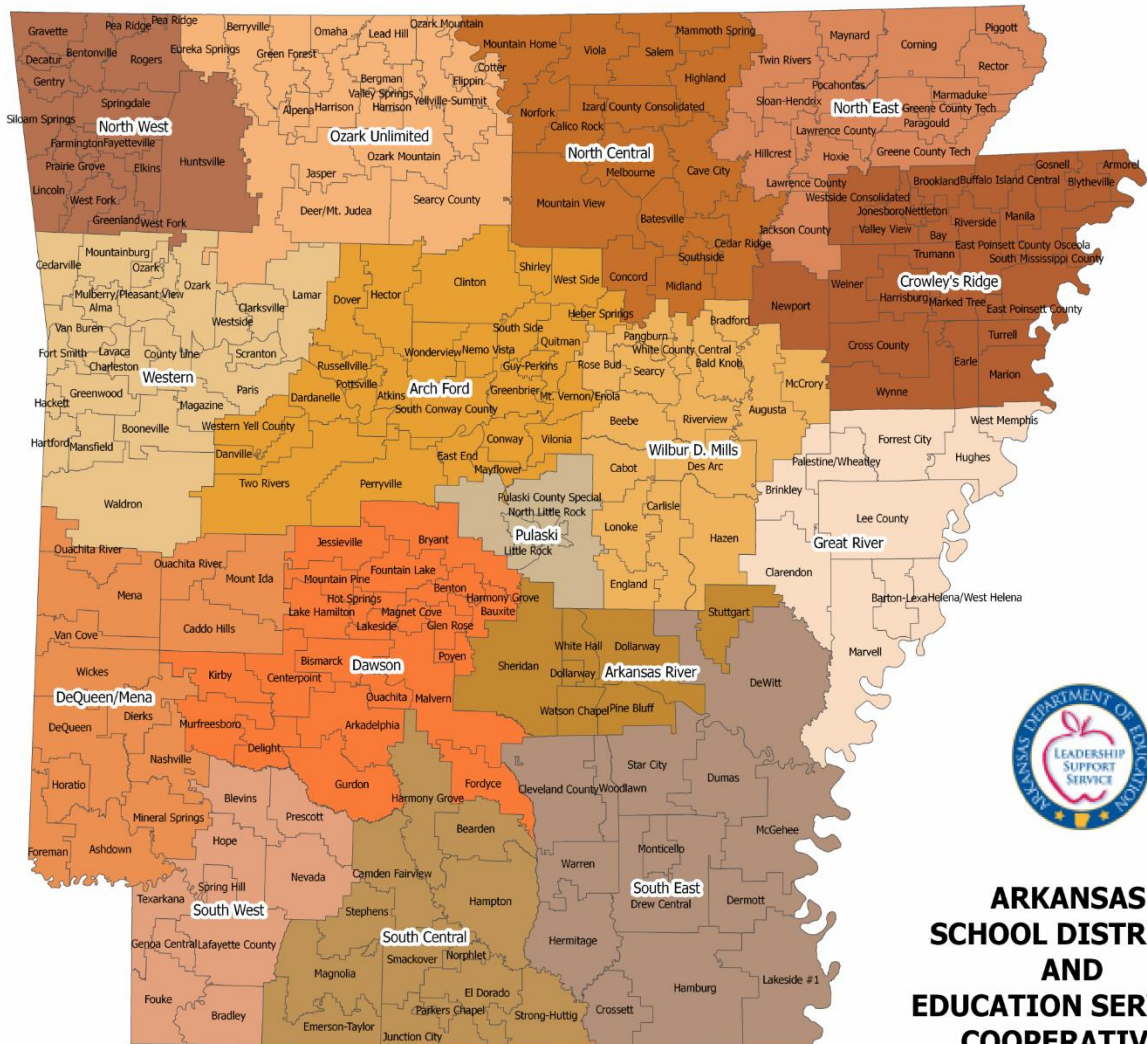 Gravette
Pea Ridge
Pea Ridge
Bentonville
Decatur
Rogers
Gentry
Springdale
Siloam Springs
North West
Farmington
Fayetteville
Prairie Grove
Elkins
Huntsville
Lincoln
West Fork
Greenland
West Fork
Berryville
Omaha
Lead Hill
Ozark Mountain
Eureka Springs
Green Forest
Cotter
Bergman
Flippin
Valley Springs
Alpena
Harrison
Harrison
Yellville-Summit
Ozark Unlimited
Ozark Mountain
Jasper
Deer/Mt. Judea
Searcy County
Mountain Home
Viola
Salem
Mammoth Spring
Highland
Norfork
Izard County Consolidated
Calico Rock
North Central
Melbourne
Cave City
Mountain View
Batesville
Cedar Ridge
Southside
Concord
Midland
Maynard
Corning
Piggott
Twin Rivers
Rector
Pocahontas
Marmaduke
Sloan-Hendrix
North East
Greene County Tech
Paragould
Lawrence County
Hillcrest
Hoxie
Greene County Tech
Lawrence County
Jackson County
Gosnell
Armorel
Brookland
Buffalo Island Central
Blytheville
Westside Consolidated
Jonesboro
Nettleton
Manila
Valley View
Riverside
Bay
East Poinsett County
Osceola
Trumann
South Mississippi County
Weiner
Crowley's Ridge
Newport
Harrisburg
Marked Tree
East Poinsett County
Cross County
Turrell
Earle
Marion
Wynne
Mountainburg
Cedarville
Ozark
Mulberry/Pleasant View
Ozark
Alma
Clarksville
Lamar
Westside
Van Buren
Fort Smith
Lavaca
County Line
Scranton
Charleston
Western
Paris
Greenwood
Hackett
Magazine
Booneville
Hartford
Mansfield
Waldron
Clinton
Shirley
West Side
Dover
Hector
Heber Springs
South Side
Quitman
Wonderview
Nemo Vista
Russellville
Guy-Perkins
Pottsville
Arch Ford
Dardanelle
Atkins
Greenbrier
Mt. Vernon/Enola
South Conway County
Western Yell County
Conway
Vilonia
Danville
East End
Mayflower
Two Rivers
Perryville
Bradford
Pangburn
White County Central
Rose Bud
Searcy
Bald Knob
McCrory
Augusta
Beebe
Riverview
Wilbur D. Mills
Cabot
Des Arc
Carlisle
Lonoke
Hazen
England
Pulaski County Special
North Little Rock
Pulaski
Little Rock
West Memphis
Forrest City
Hughes
Palestine/Wheatley
Brinkley
Lee County
Great River
Clarendon
Barton-Lexa
Helena/West Helena
Marvell
Ouachita River
Ouachita River
Mount Ida
Mena
Van Cove
Caddo Hills
Wickes
DeQueen/Mena
Dierks
DeQueen
Nashville
Horatio
Mineral Springs
Foreman
Ashdown
Jessieville
Bryant
Fountain Lake
Mountain Pine
Benton
Hot Springs
Harmony Grove
Lake Hamilton
Magnet Cove
Bauxite
Lakeside
Glen Rose
Bismarck
Poyen
Dawson
Kirby
Centerpoint
Ouachita
Malvern
Murfreesboro
Arkadelphia
Delight
Gurdon
Fordyce
Stuttgart
White Hall
Dollarway
Sheridan
Dollarway
Arkansas River
Watson Chapel
Pine Bluff
DeWitt
Star City
Cleveland County
Woodlawn
Dumas
McGehee
Warren
Monticello
South East
Drew Central
Dermott
Hermitage
Lakeside #1
Hamburg
Crossett
Blevins
Prescott
Hope
Nevada
Spring Hill
Texarkana
South West
Genoa Central
Lafayette County
Fouke
Bradley
Harmony Grove
Bearden
Camden Fairview
Hampton
Stephens
South Central
Smackover
Norphlet
Magnolia
El Dorado
Parkers Chapel
Emerson-Taylor
Strong-Huttig
Junction City
ARKANSAS DEPARTMENT OF EDUCATION
LEADERSHIP
SUPPORT
SERVICE
ARKANSAS
SCHOOL DISTR
AND
EDUCATION SER
COOPERATIV